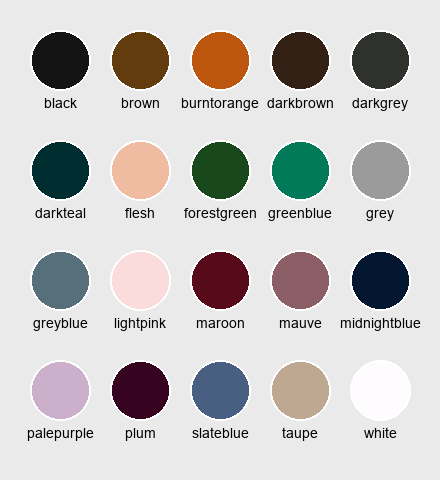 black brown burntorange darkbrown darkgrey
darkteal flesh forestgreen greenblue grey
greyblue lightpink maroon mauve midnightblue
palepurple plum slateblue taupe white